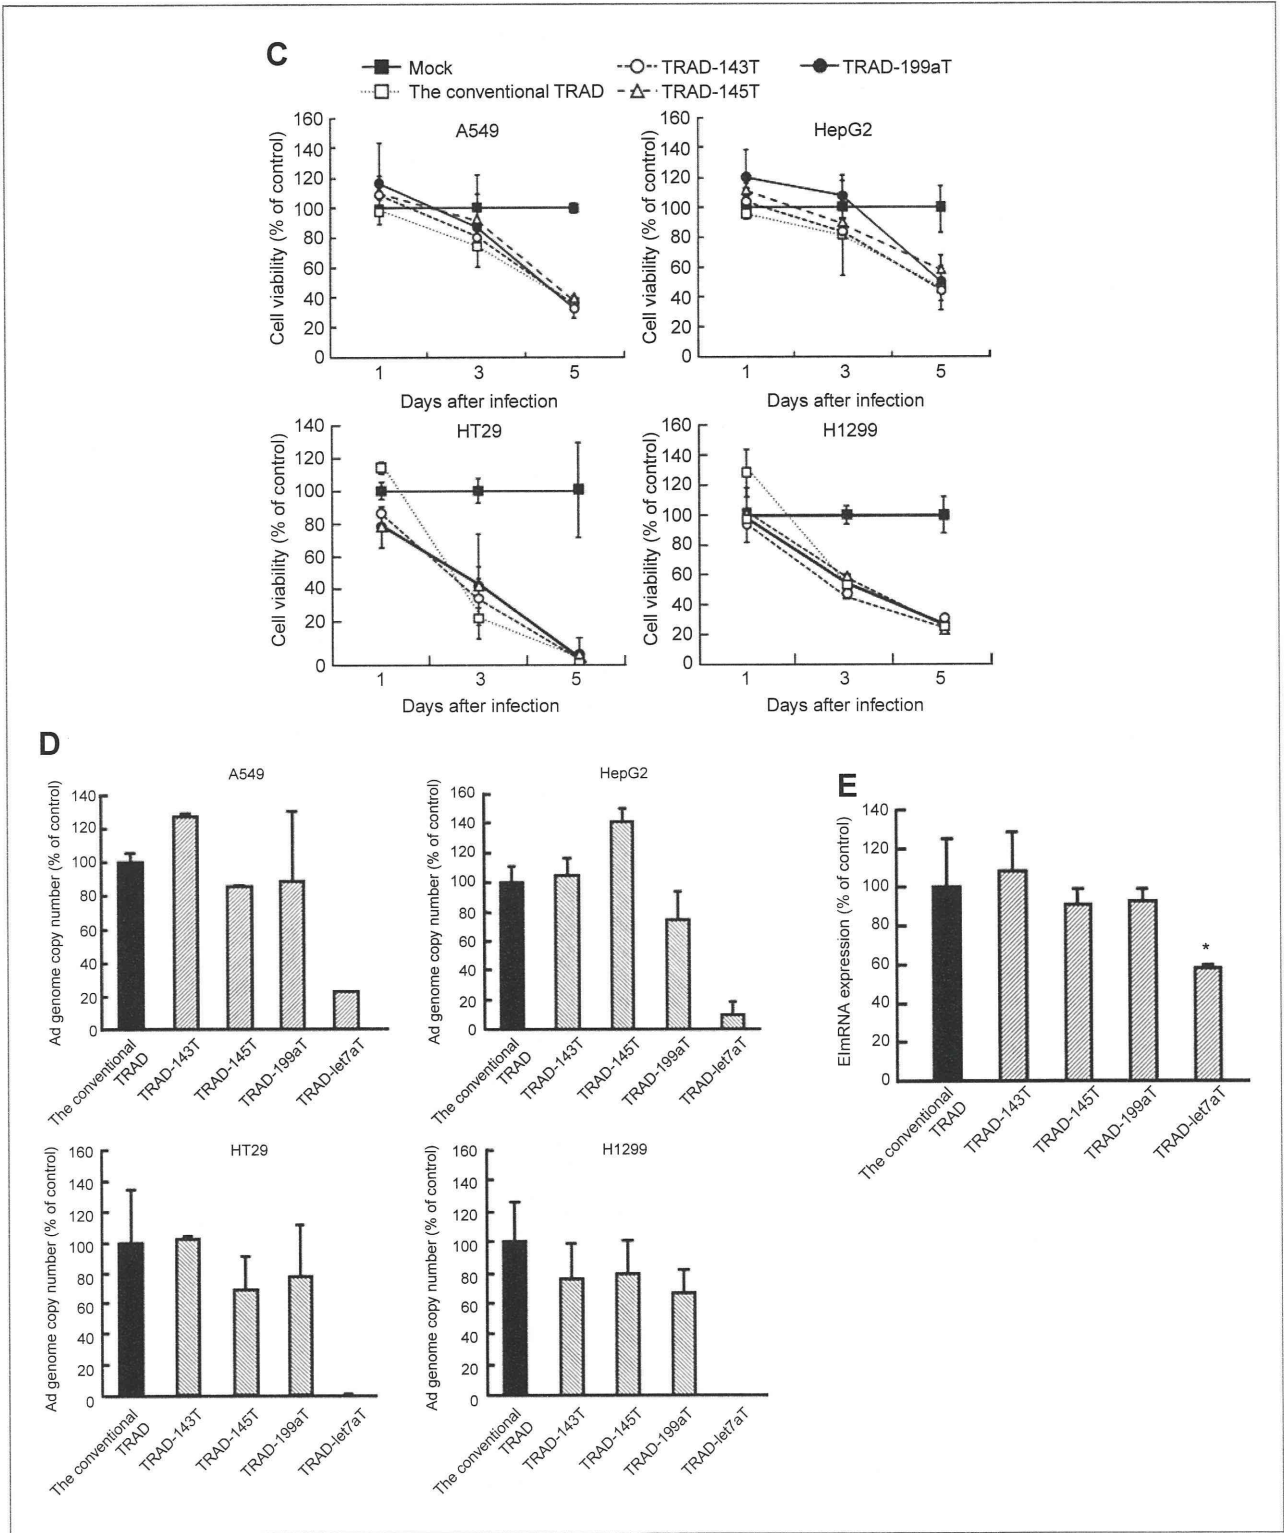 C
Mock
The conventional TRAD
TRAD-143T
TRAD-145T
TRAD-199aT
A549
Cell viability (% of control)
160
140
120
100
80
60
40
20
0
1 3 5
Days after infection
HepG2
Cell viability (% of control)
160
140
120
100
80
60
40
20
0
1 3 5
Days after infection
HT29
Cell viability (% of control)
140
120
100
80
60
40
20
0
1 3 5
Days after infection
H1299
Cell viability (% of control)
160
140
120
100
80
60
40
20
0
1 3 5
Days after infection
D
A549
Ad genome copy number (% of control)
140
120
100
80
60
40
20
0
The conventional
TRAD
TRAD-143T
TRAD-145T
TRAD-199aT
TRAD-let7aT
HepG2
Ad genome copy number (% of control)
160
140
120
100
80
60
40
20
0
The conventional
TRAD
TRAD-143T
TRAD-145T
TRAD-199aT
TRAD-let7aT
HT29
Ad genome copy number (% of control)
160
140
120
100
80
60
40
20
0
The conventional
TRAD
TRAD-143T
TRAD-145T
TRAD-199aT
TRAD-let7aT
H1299
Ad genome copy number (% of control)
160
140
120
100
80
60
40
20
0
The conventional
TRAD
TRAD-143T
TRAD-145T
TRAD-199aT
TRAD-let7aT
E
ElmRNA expression (% of control)
140
120
100
80
60
40
20
0
*
The conventional
TRAD
TRAD-143T
TRAD-145T
TRAD-199aT
TRAD-let7aT